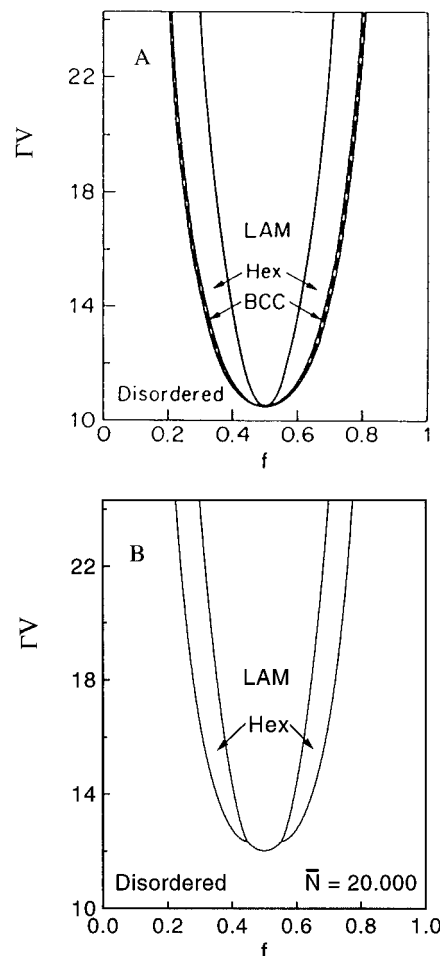 A
22
ΓV
18
LAM
Hex
14
BCC
Disordered
10
0 0.2 0.4 0.6 0.8 1
f
B
22
ΓV
18
LAM
Hex
14
Disordered N̄ = 20.000
10
0.0 0.2 0.4 0.6 0.8 1.0
f